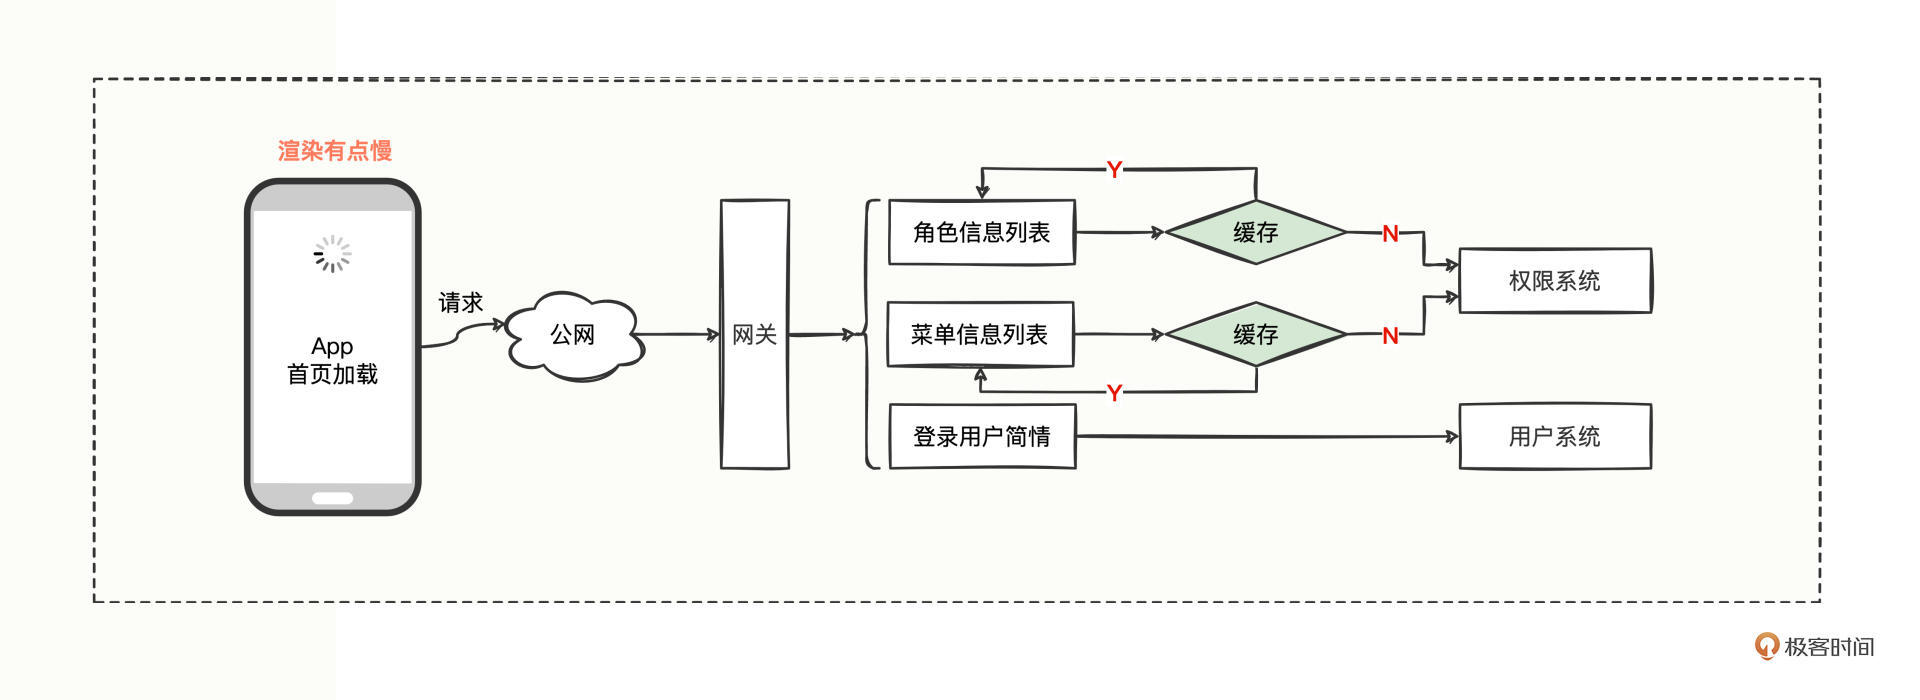 渲染有点慢
App
首页加载
请求
公网
网关
角色信息列表
菜单信息列表
登录用户简情
Y
缓存
N
缓存
N
Y
权限系统
用户系统
极客时间